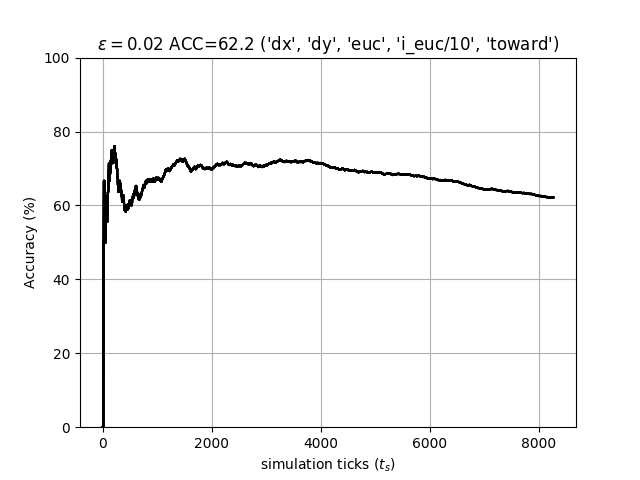 ε = 0.02 ACC=62.2 ('dx', 'dy', 'euc', 'i_euc/10', 'toward')
100
80
60
40
20
0
Accuracy (%)
0 2000 4000 6000 8000
simulation ticks (tₛ)